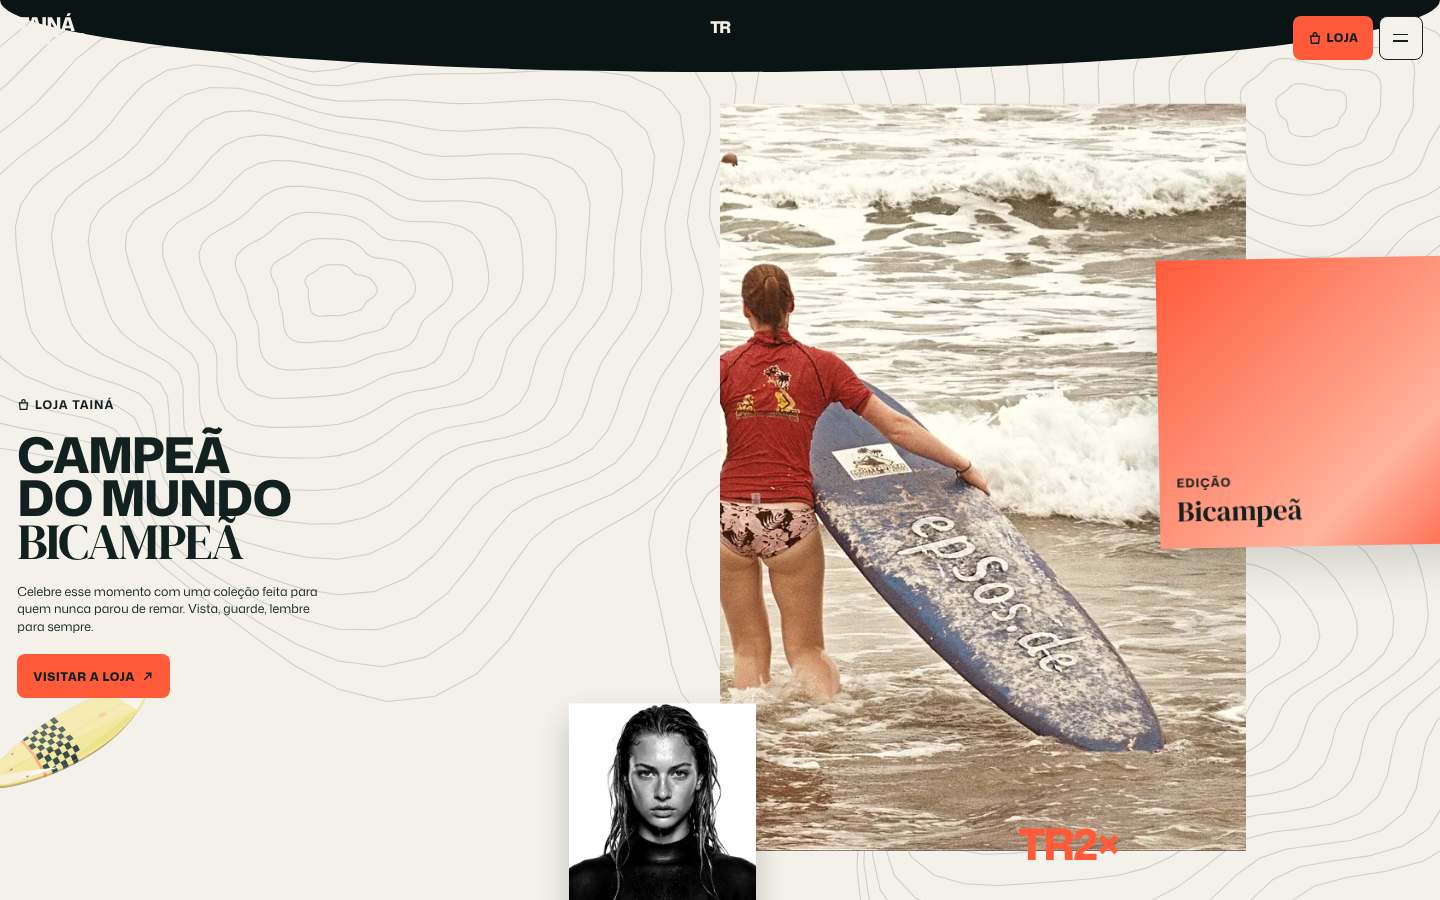 TAINÁ
TR
LOJA
LOJA TAINÁ
CAMPEÃ
DO MUNDO
BICAMPEÃ
Celebre esse momento com uma coleção feita para
quem nunca parou de remar. Vista, guarde, lembre
para sempre.
VISITAR A LOJA
epsos.de
EDIÇÃO
Bicampeã
TR2×